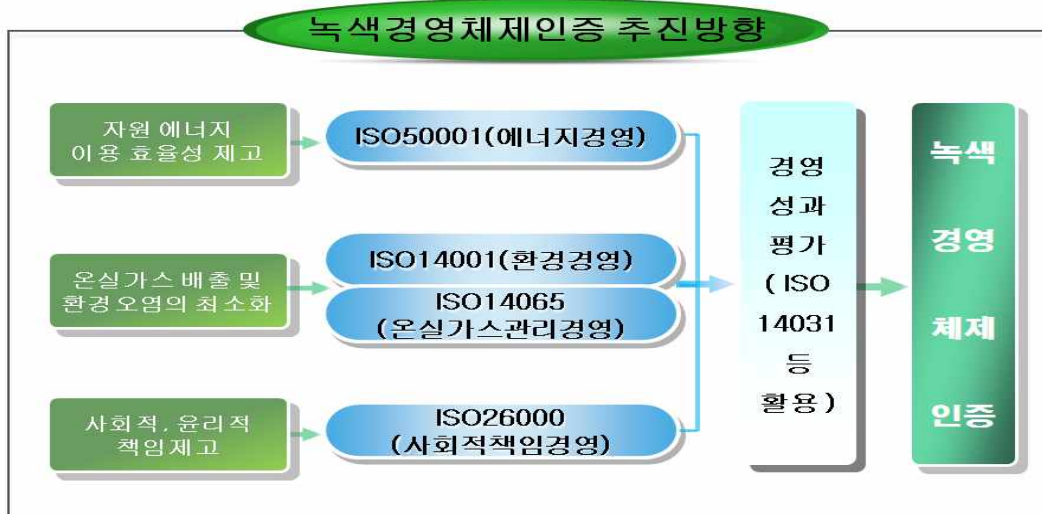 녹색경영체제인증 추진방향
자원 에너지
이용 효율성 제고
ISO50001(에너지경영)
온실가스 배출 및
환경오염의 최소화
ISO14001(환경경영)
ISO14065
(온실가스관리경영)
사회적, 윤리적
책임제고
ISO26000
(사회적책임경영)
경영
성과
평가
( ISO
14031
등
활용 )
녹색
경영
체제
인증